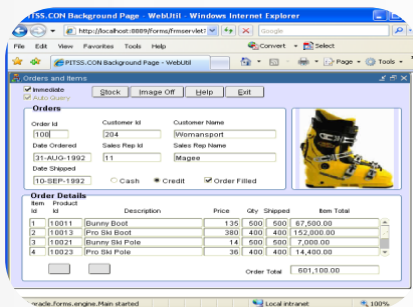 PITSS.CON Background Page - WebUtil - Windows Internet Explorer
http://localhost:8889/forms/frmservlet?
Google
File Edit View Favorites Tools Help
Convert Select
PITSS.CON Background Page - WebUtil
Page Tools
Orders and Items
Immediate
Auto Query
Stock Image Off Help Exit
Orders
Order Id Customer Id Customer Name
100 204 Womansport
Date Ordered Sales Rep Id Sales Rep Name
31-AUG-1992 11 Magee
Date Shipped
10-SEP-1992 Cash Credit Order Filled
Order Details
Item Id Product Id Description Price Qty Shipped Item Total
1 10011 Bunny Boot 135 500 500 67,500.00
2 10013 Pro Ski Boot 380 400 400 152,000.00
3 10021 Bunny Ski Pole 14 500 500 7,000.00
4 10023 Pro Ski Pole 36 400 400 14,400.00
Order Total 601,100.00
oracle.forms.engine.Main started Local intranet 100%